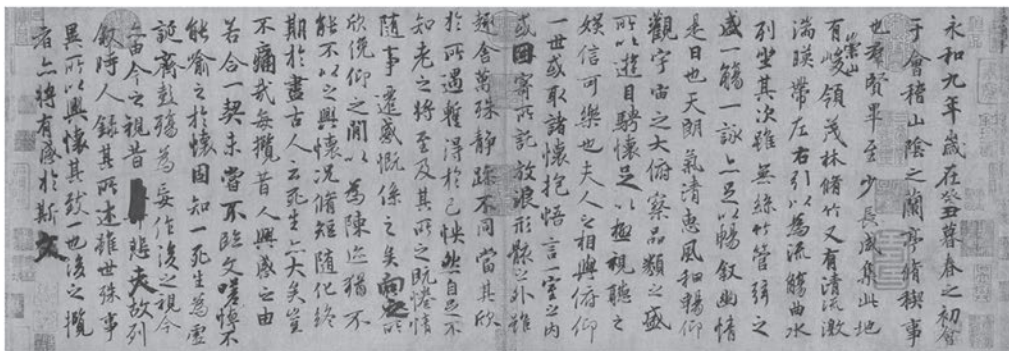 永和九年歲在癸丑暮春之初會
于會稽山陰之蘭亭脩稧事
也羣賢畢至少長咸集此地
有崇山峻領茂林脩竹又有清流激
湍暎帶左右引以為流觴曲水
列坐其次雖無絲竹管弦之
盛一觴一詠亦足以暢敘幽情
是日也天朗氣清惠風和暢仰
觀宇宙之大俯察品類之盛
所以遊目騁懷足以極視聽之
娛信可樂也夫人之相與俯仰
一世或取諸懷抱悟言一室之內
或因寄所託放浪形骸之外雖
趣舍萬殊靜躁不同當其欣
於所遇暫得於己怏然自足不
知老之將至及其所之既惓情
隨事遷感慨係之矣向之所
欣俛仰之閒以為陳迹猶不
能不以之興懷況脩短隨化終
期於盡古人云死生亦大矣豈
不痛哉每攬昔人興感之由
若合一契未嘗不臨文嗟悼不
能喻之於懷固知一死生為虛
誕齊彭殤為妄作後之視今
亦由今之視昔悲夫故列
敘時人錄其所述雖世殊事
異所以興懷其致一也後之攬
者亦將有感於斯文